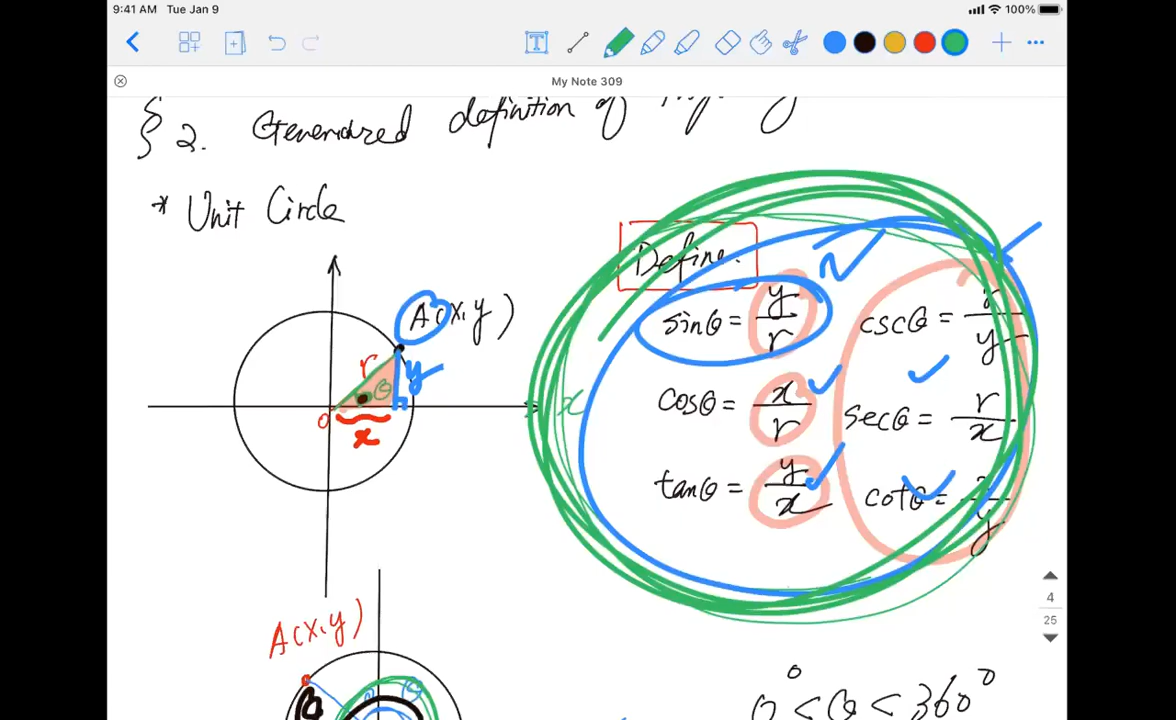 9:41 AM Tue Jan 9
100%
My Note 309
§ 2. Generalized definition of
* Unit Circle
Define.
A(x,y)
r
θ
y
0
x
x
sinθ = y/r
cscθ = r/y
cosθ = x/r
secθ = r/x
tanθ = y/x
cotθ = x/y
4
25
A(x,y)
0° < θ < 360°